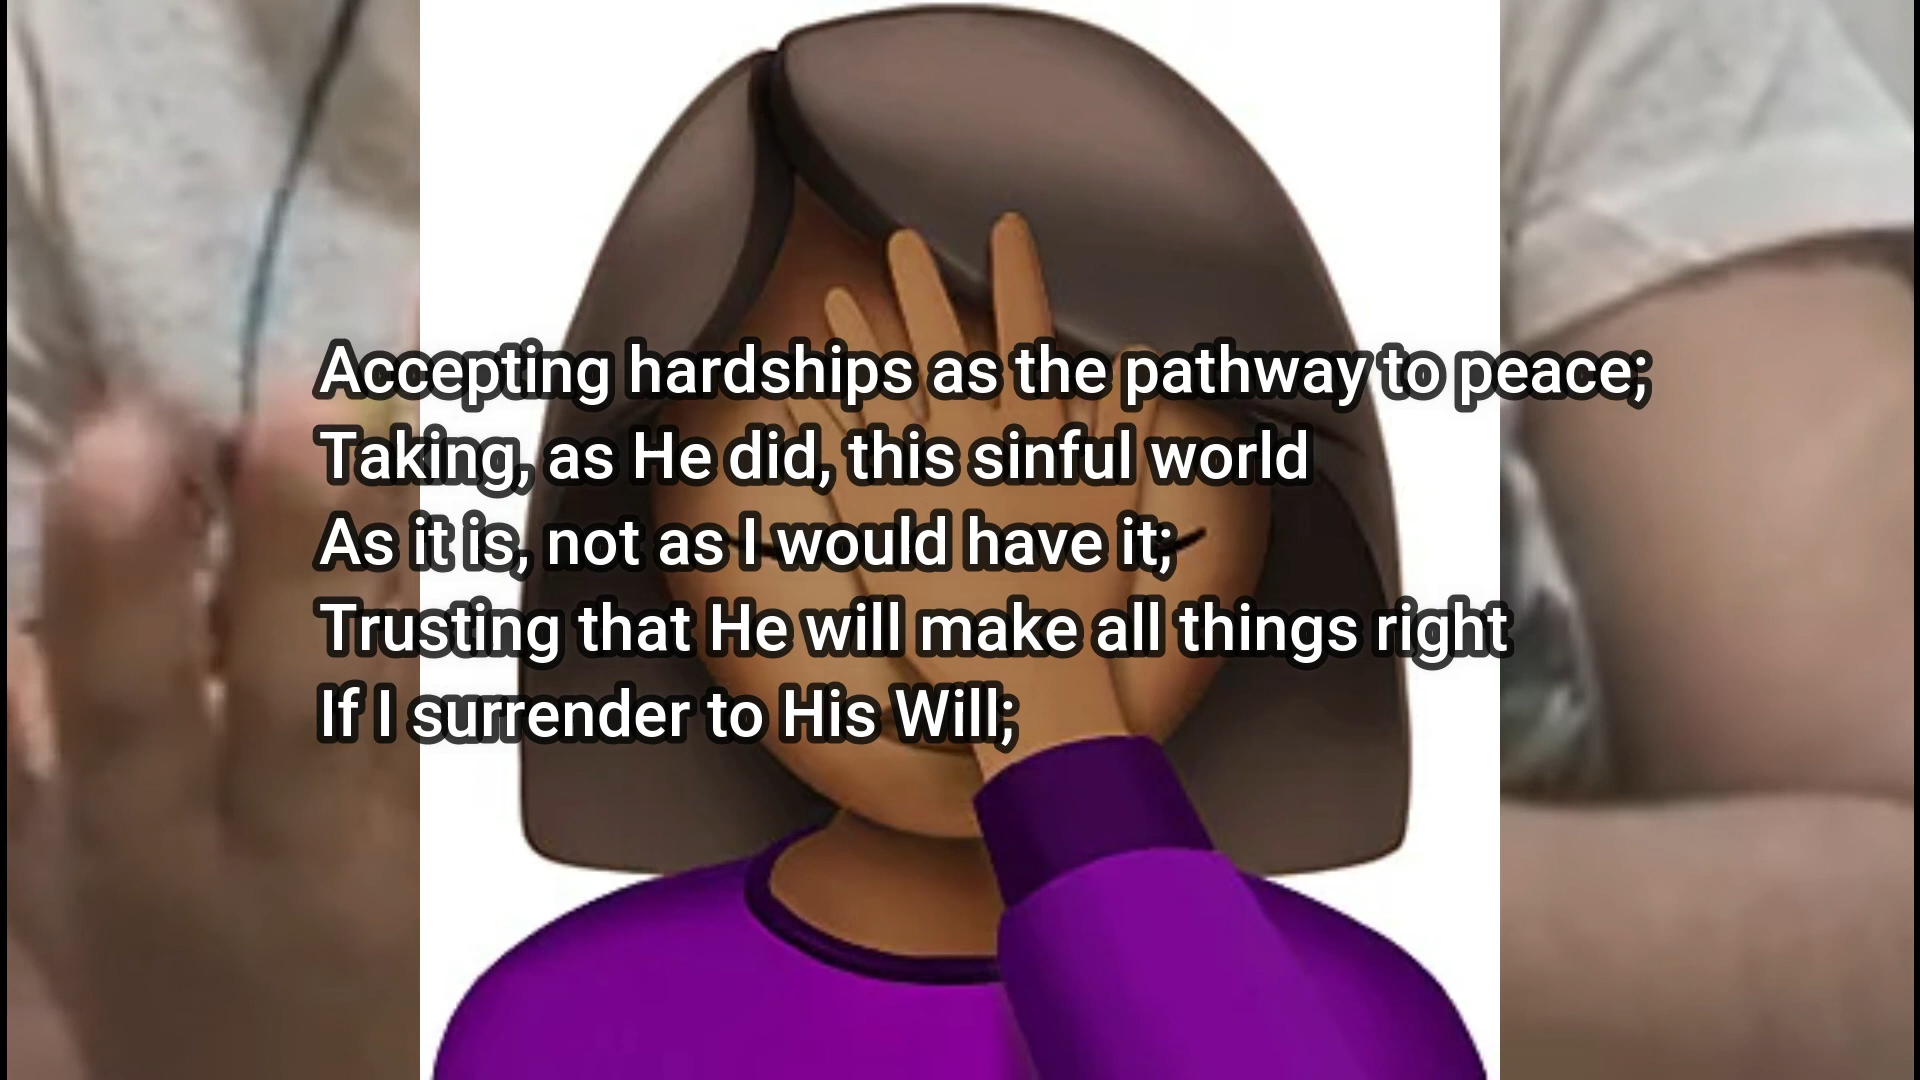 Accepting hardships as the pathway to peace;
Taking, as He did, this sinful world
As it is, not as I would have it;
Trusting that He will make all things right
If I surrender to His Will;